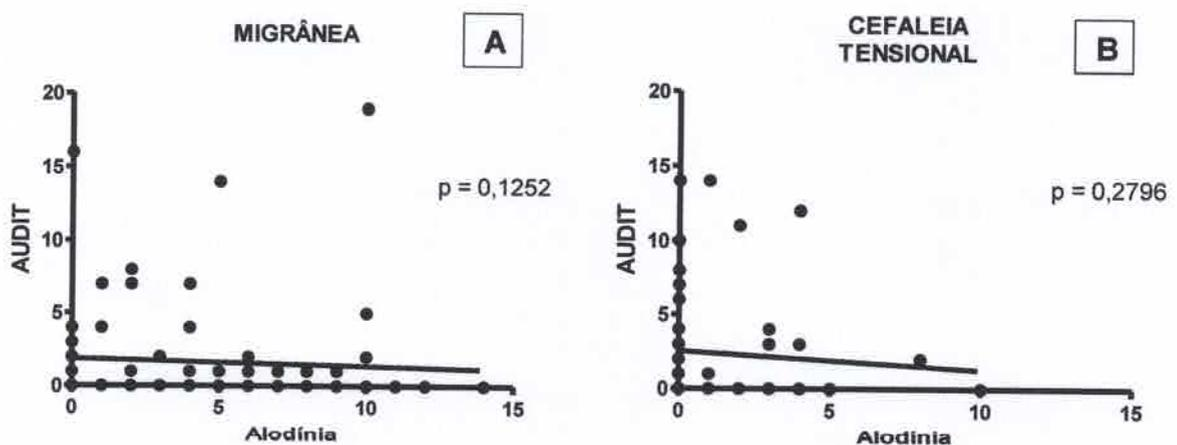 MIGRÂNEA
A
20
15
10
5
0
AUDIT
p = 0,1252
0
5
10
15
Alodínia
CEFALEIA
TENSIONAL
B
20
15
10
5
0
AUDIT
p = 0,2796
0
5
10
15
Alodinia